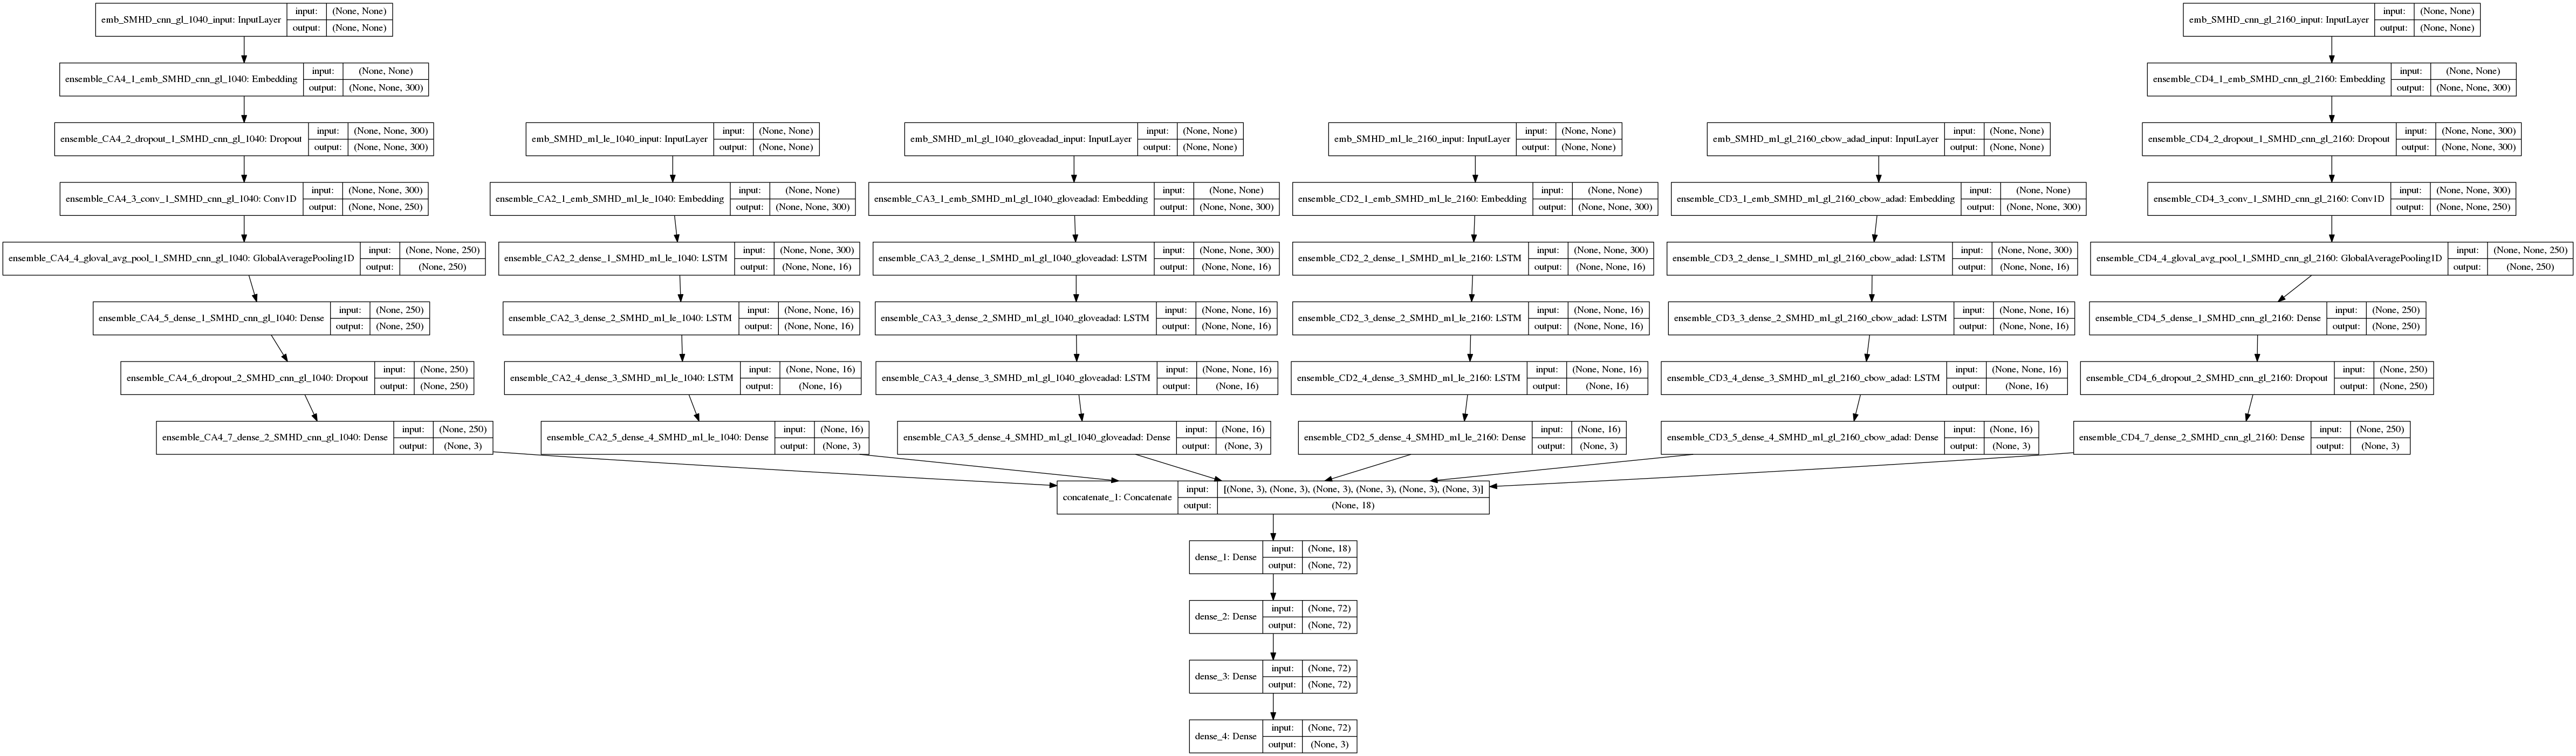 emb_SMHD_cnn_gl_1040_input: InputLayer
input: (None, None)
output: (None, None)
ensemble_CA4_1_emb_SMHD_cnn_gl_1040: Embedding
input: (None, None)
output: (None, None, 300)
ensemble_CA4_2_dropout_1_SMHD_cnn_gl_1040: Dropout
input: (None, None, 300)
output: (None, None, 300)
ensemble_CA4_3_conv_1_SMHD_cnn_gl_1040: Conv1D
input: (None, None, 300)
output: (None, None, 250)
ensemble_CA4_4_gloval_avg_pool_1_SMHD_cnn_gl_1040: GlobalAveragePooling1D
input: (None, None, 250)
output: (None, 250)
ensemble_CA4_5_dense_1_SMHD_cnn_gl_1040: Dense
input: (None, 250)
output: (None, 250)
ensemble_CA4_6_dropout_2_SMHD_cnn_gl_1040: Dropout
input: (None, 250)
output: (None, 250)
ensemble_CA4_7_dense_2_SMHD_cnn_gl_1040: Dense
input: (None, 250)
output: (None, 3)
emb_SMHD_ml_le_1040_input: InputLayer
input: (None, None)
output: (None, None)
ensemble_CA2_1_emb_SMHD_ml_le_1040: Embedding
input: (None, None)
output: (None, None, 300)
ensemble_CA2_2_dense_1_SMHD_ml_le_1040: LSTM
input: (None, None, 300)
output: (None, None, 16)
ensemble_CA2_3_dense_2_SMHD_ml_le_1040: LSTM
input: (None, None, 16)
output: (None, None, 16)
ensemble_CA2_4_dense_3_SMHD_ml_le_1040: LSTM
input: (None, None, 16)
output: (None, 16)
ensemble_CA2_5_dense_4_SMHD_ml_le_1040: Dense
input: (None, 16)
output: (None, 3)
emb_SMHD_ml_gl_1040_gloveadad_input: InputLayer
input: (None, None)
output: (None, None)
ensemble_CA3_1_emb_SMHD_ml_gl_1040_gloveadad: Embedding
input: (None, None)
output: (None, None, 300)
ensemble_CA3_2_dense_1_SMHD_ml_gl_1040_gloveadad: LSTM
input: (None, None, 300)
output: (None, None, 16)
ensemble_CA3_3_dense_2_SMHD_ml_gl_1040_gloveadad: LSTM
input: (None, None, 16)
output: (None, None, 16)
ensemble_CA3_4_dense_3_SMHD_ml_gl_1040_gloveadad: LSTM
input: (None, None, 16)
output: (None, 16)
ensemble_CA3_5_dense_4_SMHD_ml_gl_1040_gloveadad: Dense
input: (None, 16)
output: (None, 3)
emb_SMHD_ml_le_2160_input: InputLayer
input: (None, None)
output: (None, None)
ensemble_CD2_1_emb_SMHD_ml_le_2160: Embedding
input: (None, None)
output: (None, None, 300)
ensemble_CD2_2_dense_1_SMHD_ml_le_2160: LSTM
input: (None, None, 300)
output: (None, None, 16)
ensemble_CD2_3_dense_2_SMHD_ml_le_2160: LSTM
input: (None, None, 16)
output: (None, None, 16)
ensemble_CD2_4_dense_3_SMHD_ml_le_2160: LSTM
input: (None, None, 16)
output: (None, 16)
ensemble_CD2_5_dense_4_SMHD_ml_le_2160: Dense
input: (None, 16)
output: (None, 3)
emb_SMHD_ml_gl_2160_cbow_adad_input: InputLayer
input: (None, None)
output: (None, None)
ensemble_CD3_1_emb_SMHD_ml_gl_2160_cbow_adad: Embedding
input: (None, None)
output: (None, None, 300)
ensemble_CD3_2_dense_1_SMHD_ml_gl_2160_cbow_adad: LSTM
input: (None, None, 300)
output: (None, None, 16)
ensemble_CD3_3_dense_2_SMHD_ml_gl_2160_cbow_adad: LSTM
input: (None, None, 16)
output: (None, None, 16)
ensemble_CD3_4_dense_3_SMHD_ml_gl_2160_cbow_adad: LSTM
input: (None, None, 16)
output: (None, 16)
ensemble_CD3_5_dense_4_SMHD_ml_gl_2160_cbow_adad: Dense
input: (None, 16)
output: (None, 3)
emb_SMHD_cnn_gl_2160_input: InputLayer
input: (None, None)
output: (None, None)
ensemble_CD4_1_emb_SMHD_cnn_gl_2160: Embedding
input: (None, None)
output: (None, None, 300)
ensemble_CD4_2_dropout_1_SMHD_cnn_gl_2160: Dropout
input: (None, None, 300)
output: (None, None, 300)
ensemble_CD4_3_conv_1_SMHD_cnn_gl_2160: Conv1D
input: (None, None, 300)
output: (None, None, 250)
ensemble_CD4_4_gloval_avg_pool_1_SMHD_cnn_gl_2160: GlobalAveragePooling1D
input: (None, None, 250)
output: (None, 250)
ensemble_CD4_5_dense_1_SMHD_cnn_gl_2160: Dense
input: (None, 250)
output: (None, 250)
ensemble_CD4_6_dropout_2_SMHD_cnn_gl_2160: Dropout
input: (None, 250)
output: (None, 250)
ensemble_CD4_7_dense_2_SMHD_cnn_gl_2160: Dense
input: (None, 250)
output: (None, 3)
concatenate_1: Concatenate
input: [(None, 3), (None, 3), (None, 3), (None, 3), (None, 3), (None, 3)]
output: (None, 18)
dense_1: Dense
input: (None, 18)
output: (None, 72)
dense_2: Dense
input: (None, 72)
output: (None, 72)
dense_3: Dense
input: (None, 72)
output: (None, 72)
dense_4: Dense
input: (None, 72)
output: (None, 3)